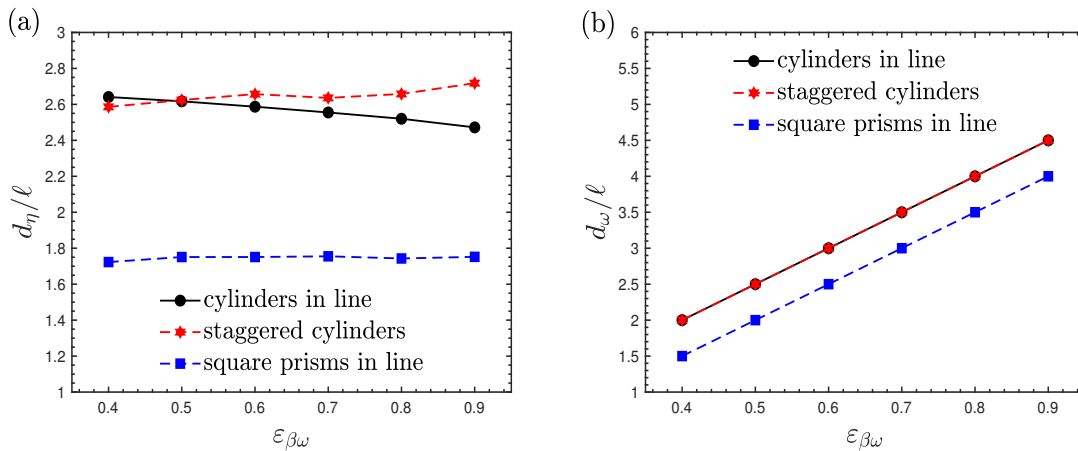 (a)
3
2.8
2.6
2.4
2.2
2
1.8
1.6
1.4
1.2
1
d_η/ℓ
cylinders in line
staggered cylinders
square prisms in line
0.4 0.5 0.6 0.7 0.8 0.9
ε_βω
(b)
6
5.5
5
4.5
4
3.5
3
2.5
2
1.5
1
d_ω/ℓ
cylinders in line
staggered cylinders
square prisms in line
0.4 0.5 0.6 0.7 0.8 0.9
ε_βω